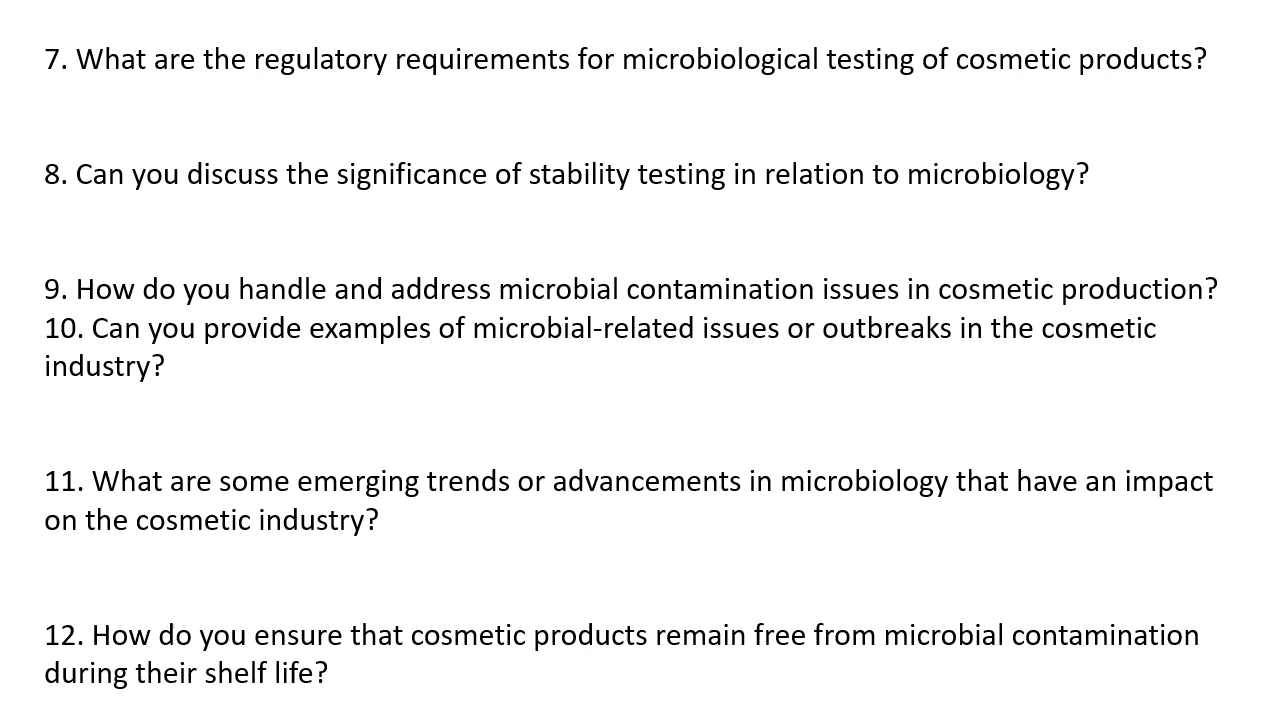 7. What are the regulatory requirements for microbiological testing of cosmetic products?
8. Can you discuss the significance of stability testing in relation to microbiology?
9. How do you handle and address microbial contamination issues in cosmetic production?
10. Can you provide examples of microbial-related issues or outbreaks in the cosmetic
industry?
11. What are some emerging trends or advancements in microbiology that have an impact
on the cosmetic industry?
12. How do you ensure that cosmetic products remain free from microbial contamination
during their shelf life?